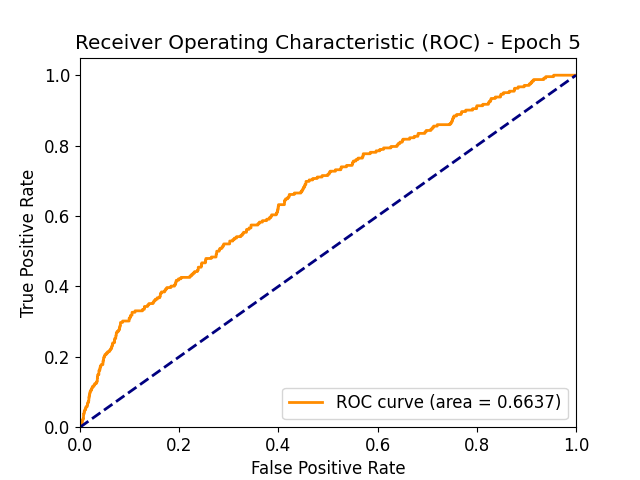 Receiver Operating Characteristic (ROC) - Epoch 5
True Positive Rate
1.0
0.8
0.6
0.4
0.2
0.0
ROC curve (area = 0.6637)
0.0 0.2 0.4 0.6 0.8 1.0
False Positive Rate